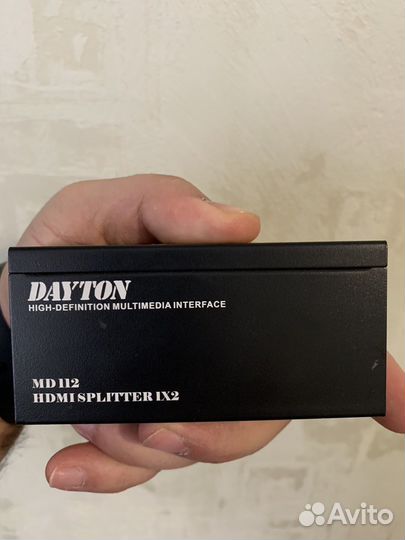 DAYTON
HIGH-DEFINITION MULTIMEDIA INTERFACE
MD 112
HDMI SPLITTER 1X2
Avito